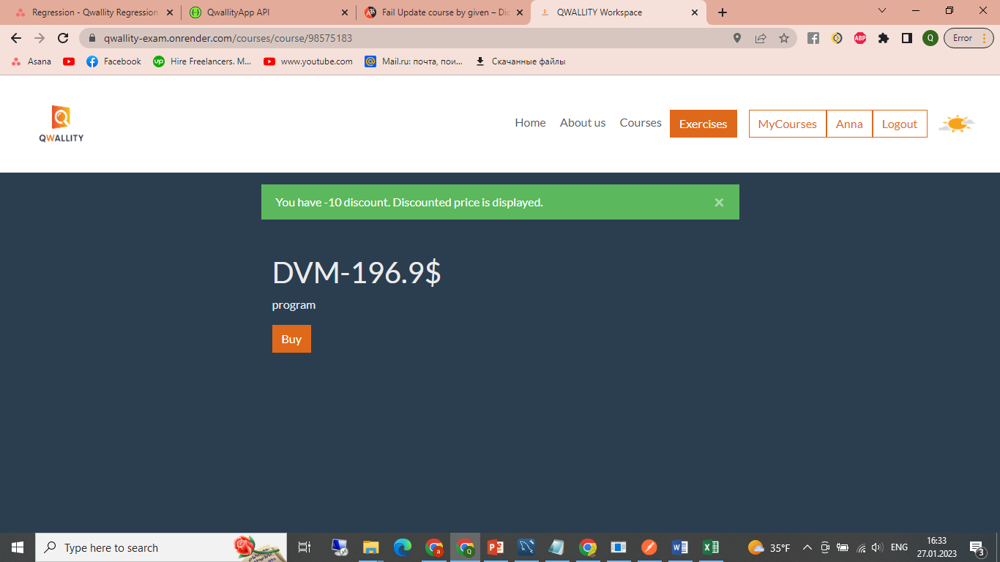 Regression - Qwallity Regression
QwallityApp API
Fail Update course by given – Dic
QWALLITY Workspace
qwallity-exam.onrender.com/courses/course/98575183
ABP
Q
Error
Asana
Facebook
up
Hire Freelancers. M...
www.youtube.com
@
Mail.ru: почта, пои...
Скачанные файлы
QWALLITY
Home
About us
Courses
Exercises
MyCourses
Anna
Logout
You have -10 discount. Discounted price is displayed.
×
DVM-196.9$
program
Buy
Type here to search
35°F
ENG
16:33
27.01.2023
3